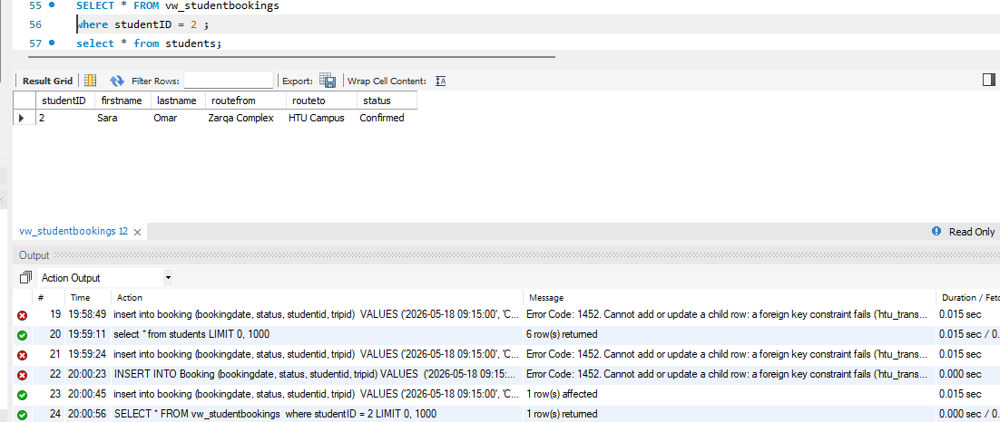 55 SELECT * FROM vw_studentbookings
56 where studentID = 2 ;
57 select * from students;
Result Grid Filter Rows: Export: Wrap Cell Content: IA
studentID firstname lastname routefrom routeto status
2 Sara Omar Zarqa Complex HTU Campus Confirmed
vw_studentbookings 12 Read Only
Output
Action Output
# Time Action Message Duration / Fetc
19 19:58:49 insert into booking (bookingdate, status, studentid, tripid) VALUES ('2026-05-18 09:15:00', 'C... Error Code: 1452. Cannot add or update a child row: a foreign key constraint fails (`htu_trans... 0.015 sec
20 19:59:11 select * from students LIMIT 0, 1000 6 row(s) returned 0.015 sec / 0.
21 19:59:24 insert into booking (bookingdate, status, studentid, tripid) VALUES ('2026-05-18 09:15:00', 'C... Error Code: 1452. Cannot add or update a child row: a foreign key constraint fails (`htu_trans... 0.015 sec
22 20:00:23 INSERT INTO Booking (bookingdate, status, studentid, tripid) VALUES ('2026-05-18 09:15:... Error Code: 1452. Cannot add or update a child row: a foreign key constraint fails (`htu_trans... 0.000 sec
23 20:00:45 insert into booking (bookingdate, status, studentid, tripid) VALUES ('2026-05-18 09:15:00', 'C... 1 row(s) affected 0.015 sec
24 20:00:56 SELECT * FROM vw_studentbookings where studentID = 2 LIMIT 0, 1000 1 row(s) returned 0.000 sec / 0.